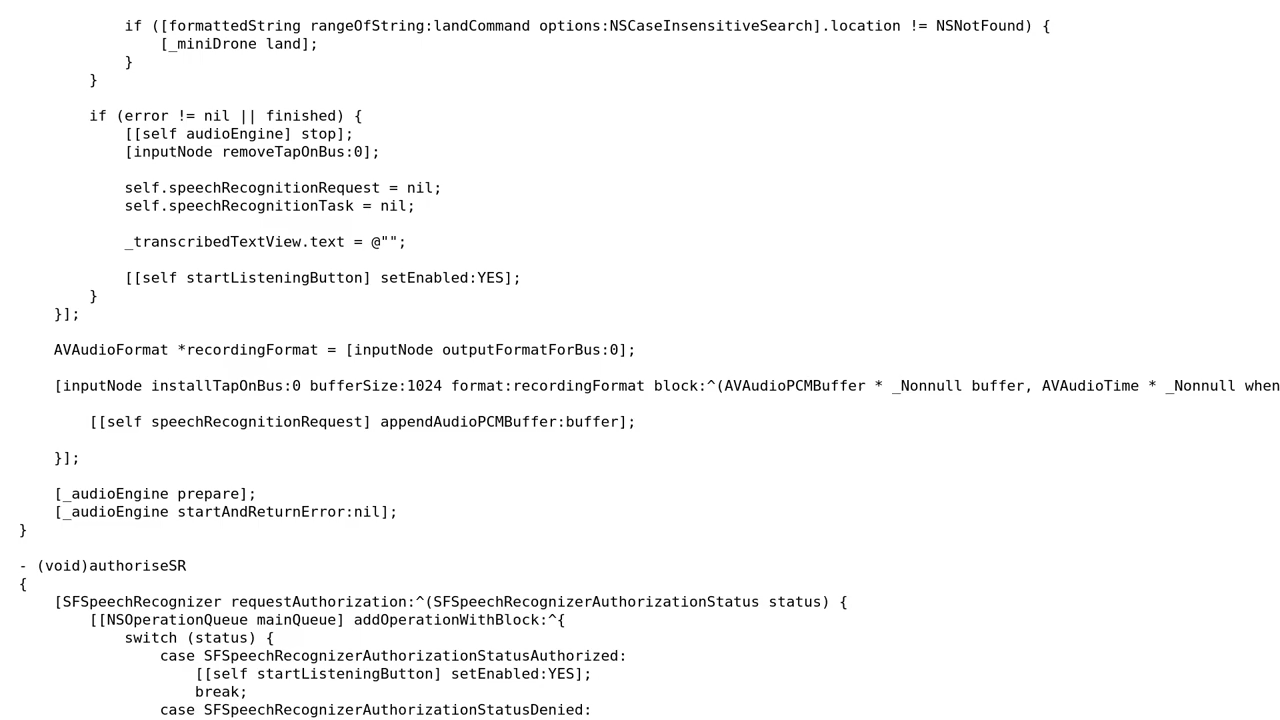 if ([formattedString rangeOfString:landCommand options:NSCaseInsensitiveSearch].location != NSNotFound) {
                [_miniDrone land];
            }
        }

        if (error != nil || finished) {
            [[self audioEngine] stop];
            [inputNode removeTapOnBus:0];

            self.speechRecognitionRequest = nil;
            self.speechRecognitionTask = nil;

            _transcribedTextView.text = @"";

            [[self startListeningButton] setEnabled:YES];
        }
    }];

    AVAudioFormat *recordingFormat = [inputNode outputFormatForBus:0];

    [inputNode installTapOnBus:0 bufferSize:1024 format:recordingFormat block:^(AVAudioPCMBuffer * _Nonnull buffer, AVAudioTime * _Nonnull when

        [[self speechRecognitionRequest] appendAudioPCMBuffer:buffer];

    }];

    [_audioEngine prepare];
    [_audioEngine startAndReturnError:nil];
}

- (void)authoriseSR
{
    [SFSpeechRecognizer requestAuthorization:^(SFSpeechRecognizerAuthorizationStatus status) {
        [[NSOperationQueue mainQueue] addOperationWithBlock:^{
            switch (status) {
                case SFSpeechRecognizerAuthorizationStatusAuthorized:
                    [[self startListeningButton] setEnabled:YES];
                    break;
                case SFSpeechRecognizerAuthorizationStatusDenied: